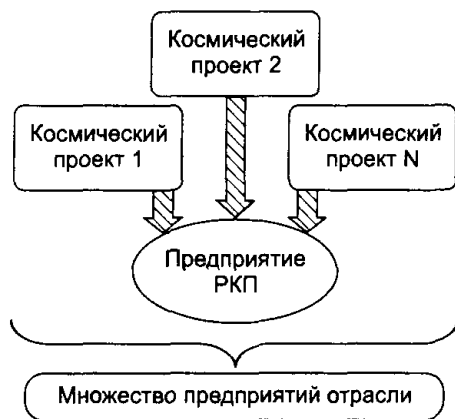 Космический
проект 2
Космический
проект 1
Космический
проект N
Предприятие
РКП
Множество предприятий отрасли